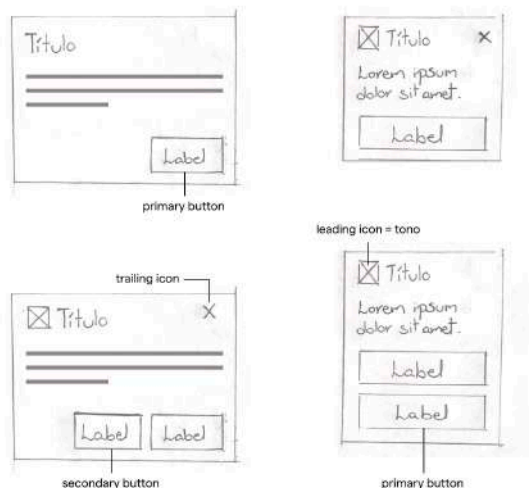 Título
Label
primary button
Título
Lorem ipsum
dolor sit amet.
Label
trailing icon
Título
Label Label
secondary button
leading icon = tono
Título
Lorem ipsum
dolor sit amet.
Label
Label
primary button